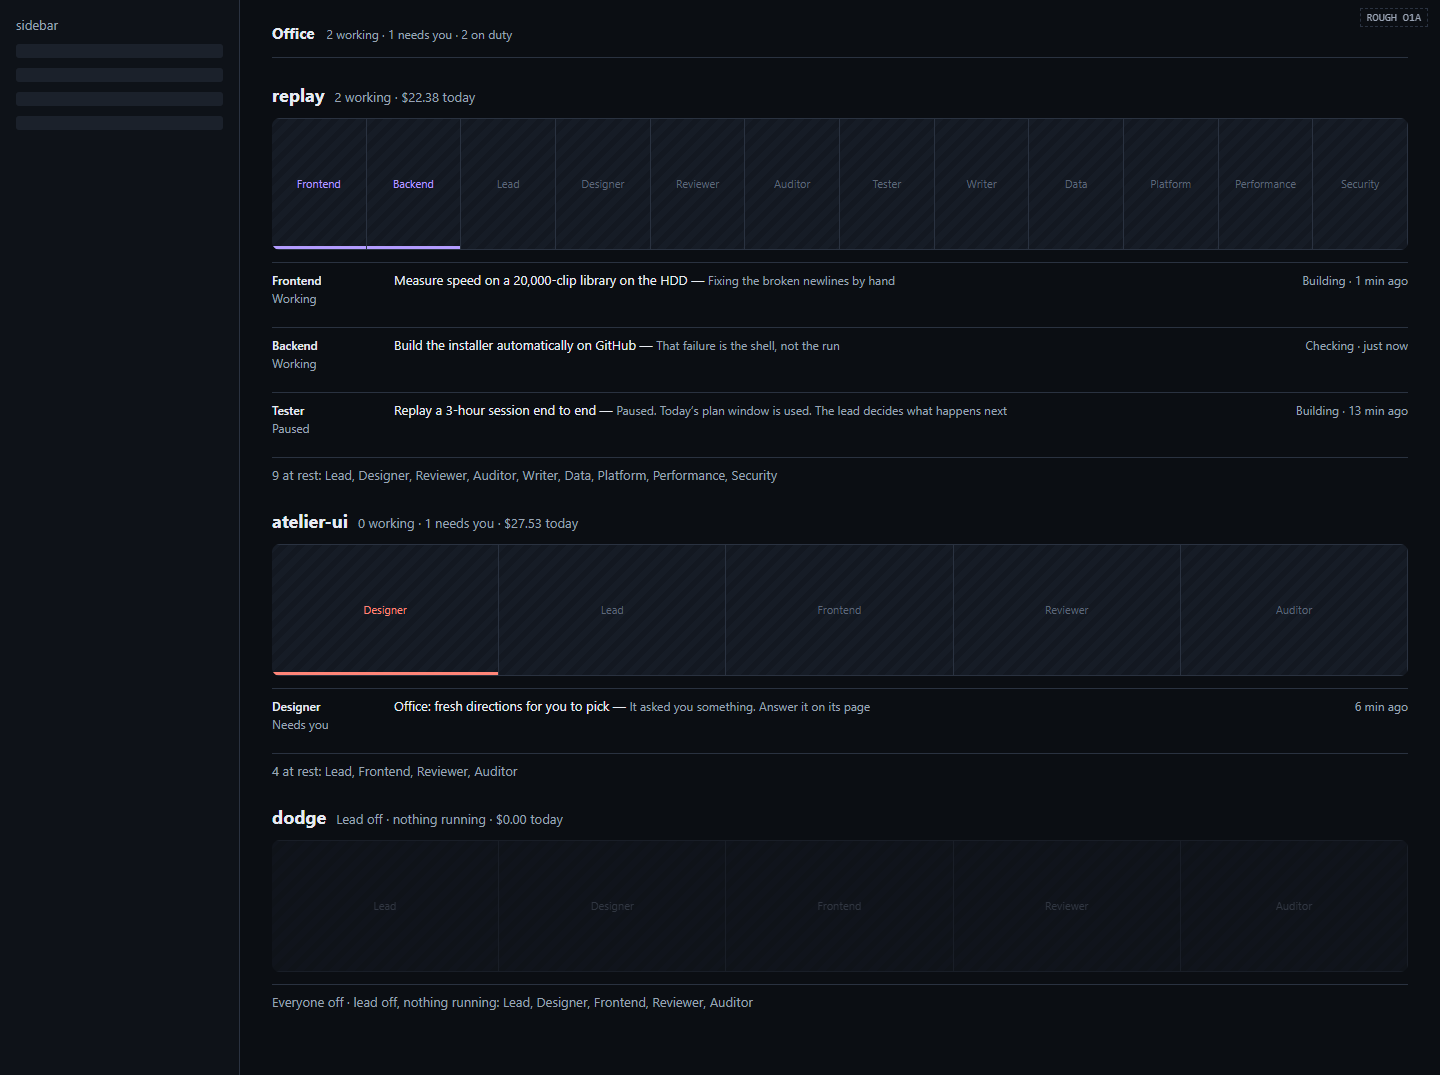 sidebar
ROUGH O1A
Office 2 working · 1 needs you · 2 on duty
replay 2 working · $22.38 today
Frontend Backend Lead Designer Reviewer Auditor Tester Writer Data Platform Performance Security
Frontend Measure speed on a 20,000-clip library on the HDD — Fixing the broken newlines by hand Building · 1 min ago
Working
Backend Build the installer automatically on GitHub — That failure is the shell, not the run Checking · just now
Working
Tester Replay a 3-hour session end to end — Paused. Today's plan window is used. The lead decides what happens next Building · 13 min ago
Paused
9 at rest: Lead, Designer, Reviewer, Auditor, Writer, Data, Platform, Performance, Security
atelier-ui 0 working · 1 needs you · $27.53 today
Designer Lead Frontend Reviewer Auditor
Designer Office: fresh directions for you to pick — It asked you something. Answer it on its page 6 min ago
Needs you
4 at rest: Lead, Frontend, Reviewer, Auditor
dodge Lead off · nothing running · $0.00 today
Lead Designer Frontend Reviewer Auditor
Everyone off · lead off, nothing running: Lead, Designer, Frontend, Reviewer, Auditor